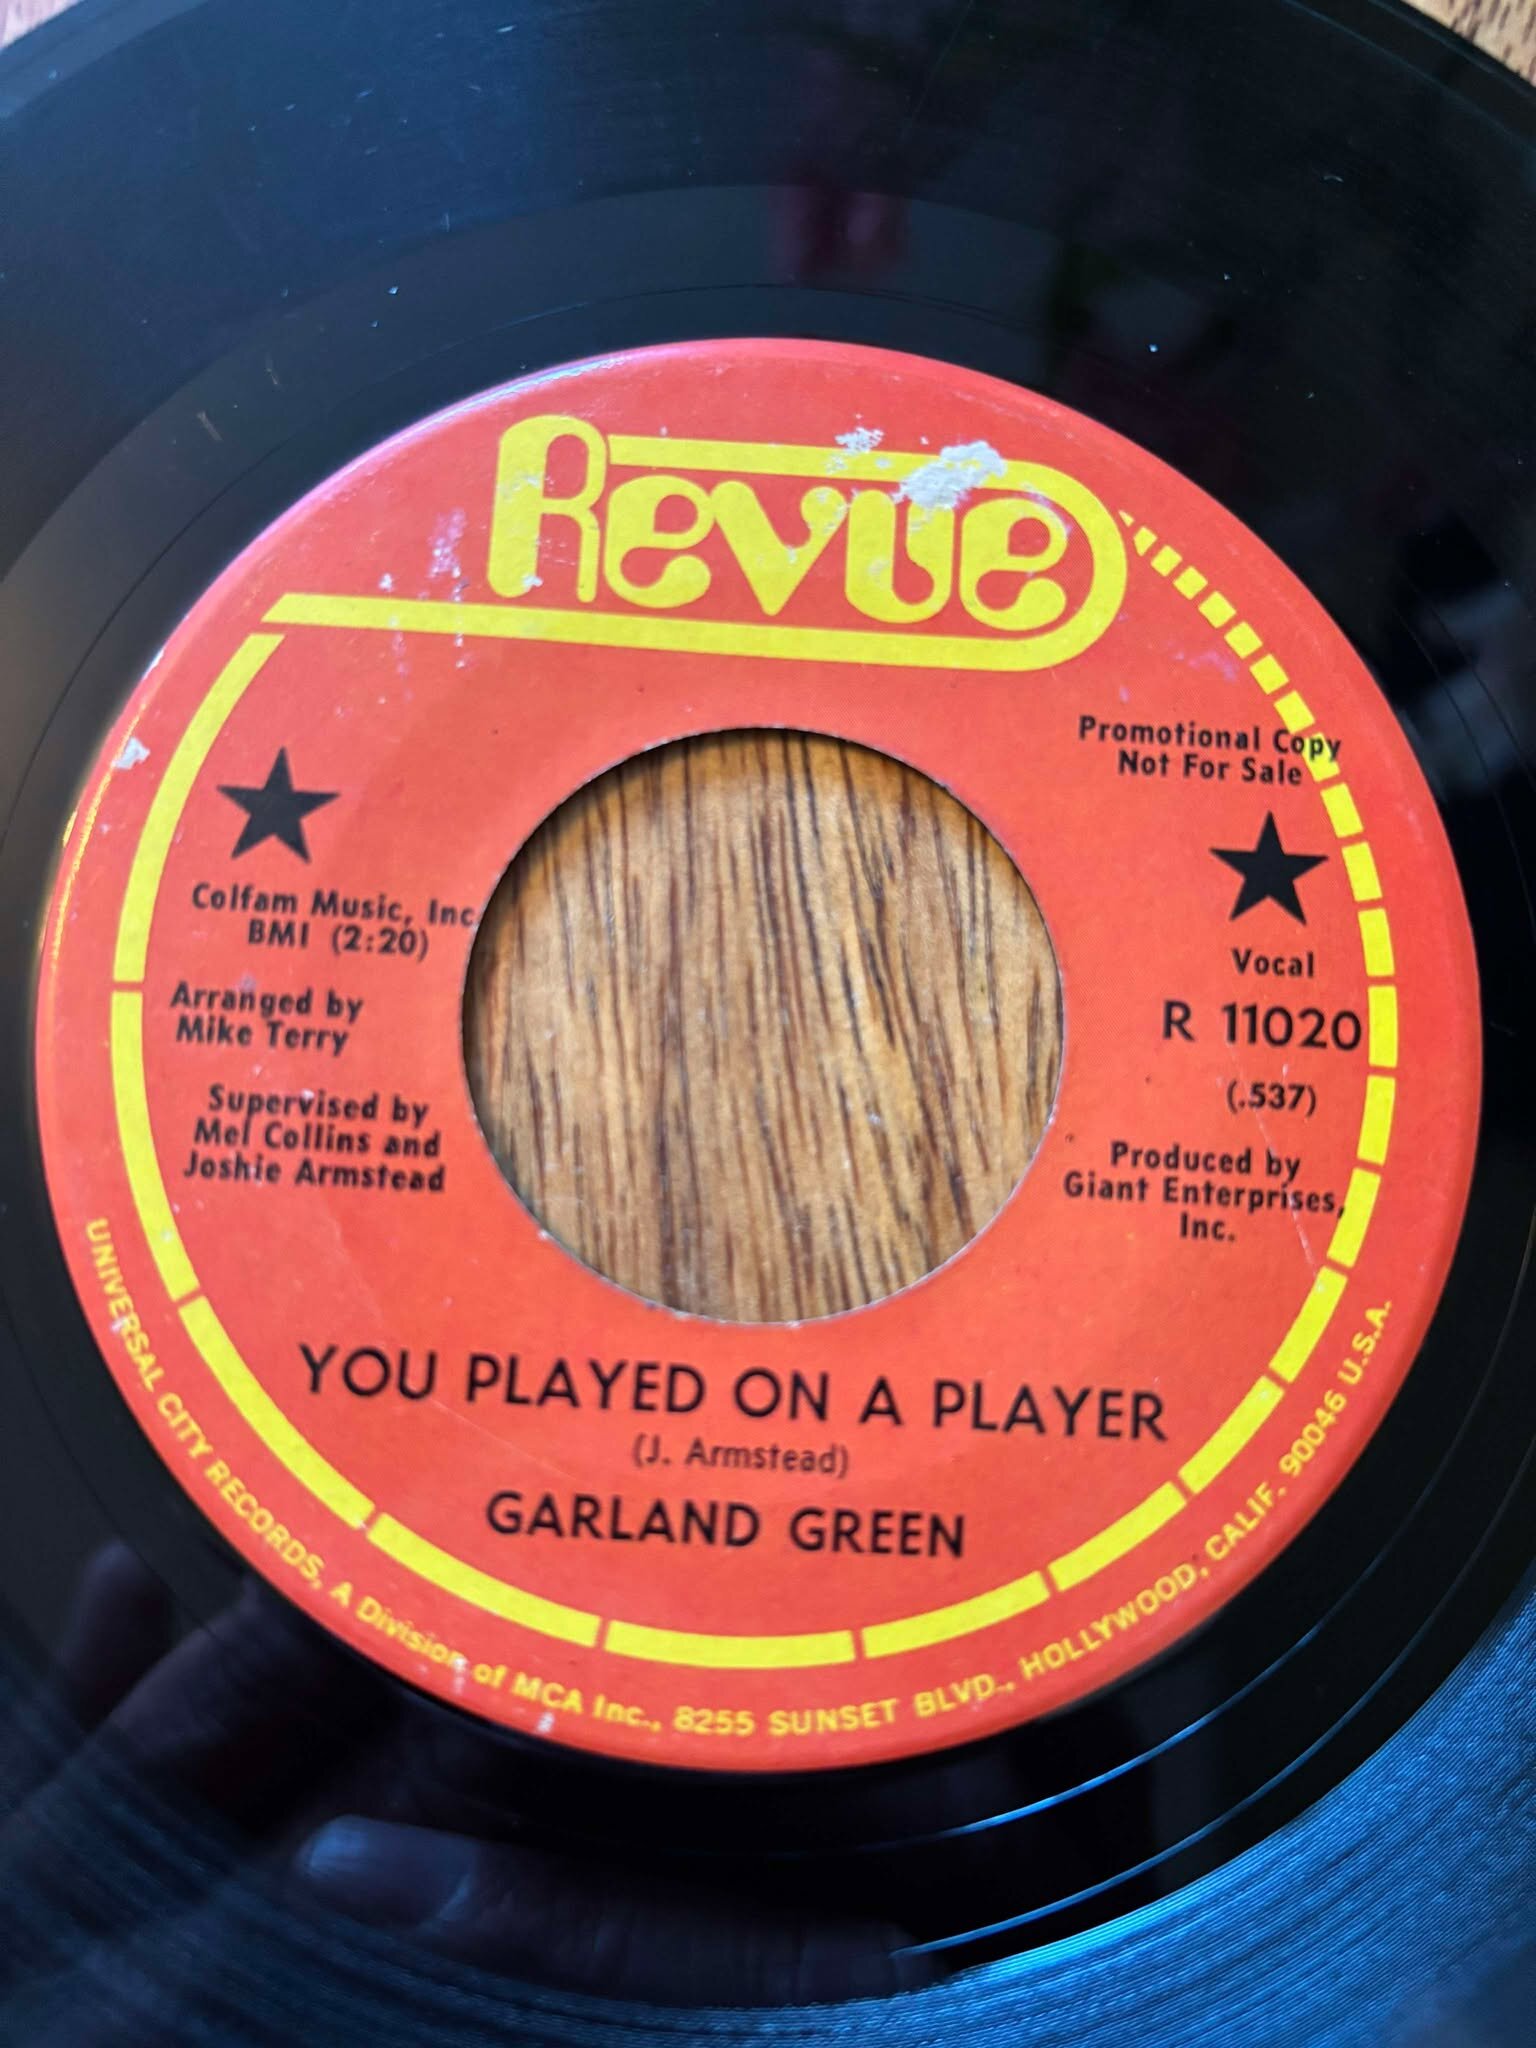 Revue
Promotional Copy
Not For Sale
Colfam Music, Inc.
BMI (2:20)
Arranged by
Mike Terry
Supervised by
Mel Collins and
Joshie Armstead
Vocal
R 11020
(.537)
Produced by
Giant Enterprises,
Inc.
YOU PLAYED ON A PLAYER
(J. Armstead)
GARLAND GREEN
UNIVERSAL CITY RECORDS, A Division of MCA Inc., 8255 SUNSET BLVD., HOLLYWOOD, CALIF. 90046 U.S.A.